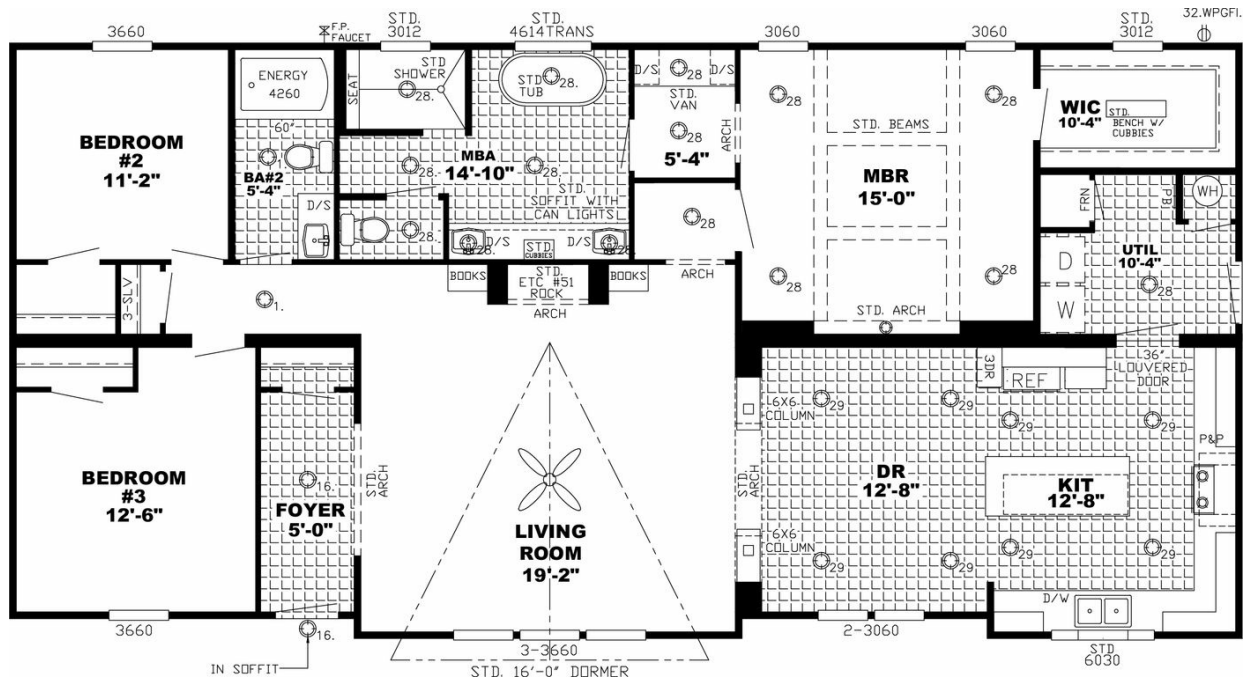 3660
F.P.
FAUCET
STD.
3012
STD.
4614TRANS
3060
3060
STD.
3012
32.WPGFI.
BEDROOM
#2
11'-2"
ENERGY
4260
60"
BA#2
5'-4"
D/S
SEAT
STD
SHOWER
28.
STD
TUB
28.
MBA
14'-10"
28.
28.
28.
STD.
SOFFIT WITH
CAN LIGHTS
28.
D/S
STD.
CUBBIES
D/S
28.
D/S
28
D/S
STD.
VAN
28
5'-4"
ARCH
28
ARCH
28
28
STD. BEAMS
MBR
15'-0"
28
28
STD. ARCH
WIC
10'-4"
STD.
BENCH W/
CUBBIES
FRN
PB
WH
UTIL
10'-4"
D
28
W
3-SLV
1.
BOOKS
STD.
ETC #51
ROCK
ARCH
BOOKS
36"
LOUVERED
DOOR
3DR
REF
BEDROOM
#3
12'-6"
16.
FOYER
5'-0"
STD.
ARCH
LIVING
ROOM
19'-2"
STD.
ARCH
6X6
COLUMN
6X6
COLUMN
29
29
29
29
DR
12'-8"
29
29
KIT
12'-8"
29
29
P&P
D/W
3660
16.
IN SOFFIT
3-3660
STD. 16'-0" DORMER
2-3060
STD
6030